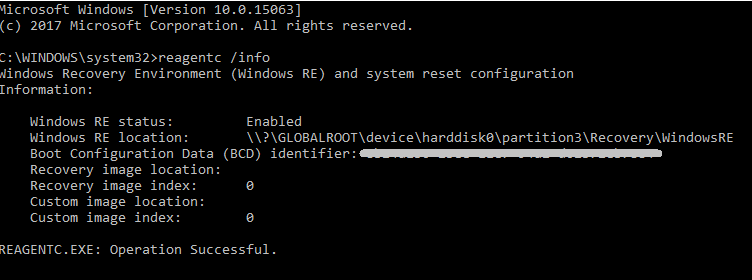 Microsoft Windows [Version 10.0.15063]
(c) 2017 Microsoft Corporation. All rights reserved.
C:\WINDOWS\system32>reagentc /info
Windows Recovery Environment (Windows RE) and system reset configuration
Information:
Windows RE status: Enabled
Windows RE location: \\?\GLOBALROOT\device\harddisk0\partition3\Recovery\WindowsRE
Boot Configuration Data (BCD) identifier:
Recovery image location:
Recovery image index: 0
Custom image location:
Custom image index: 0
REAGENTC.EXE: Operation Successful.